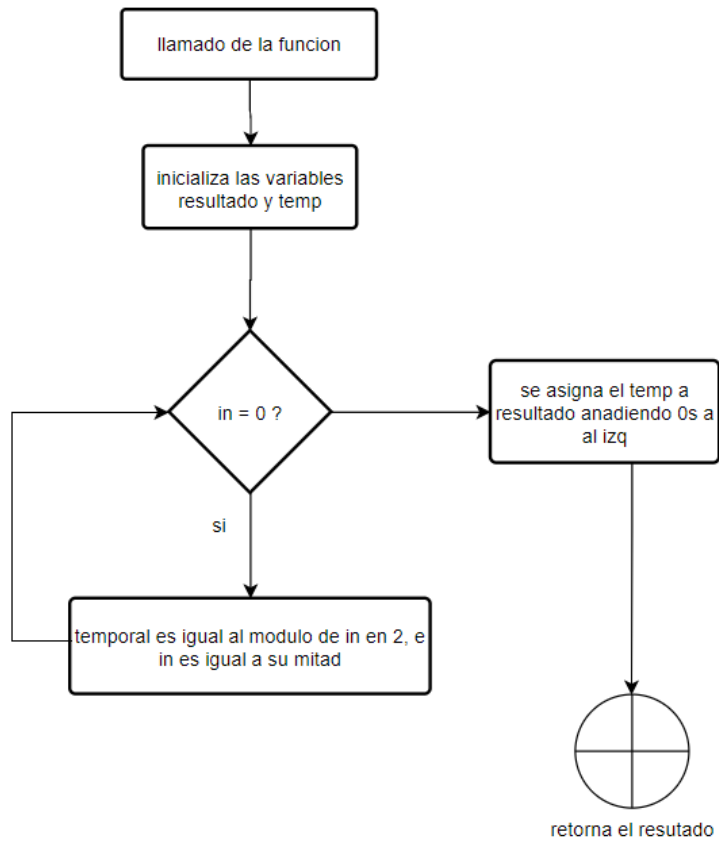 llamado de la funcion
inicializa las variables
resultado y temp
in = 0 ?
se asigna el temp a
resultado anadiendo 0s a
al izq
si
temporal es igual al modulo de in en 2, e
in es igual a su mitad
retorna el resutado